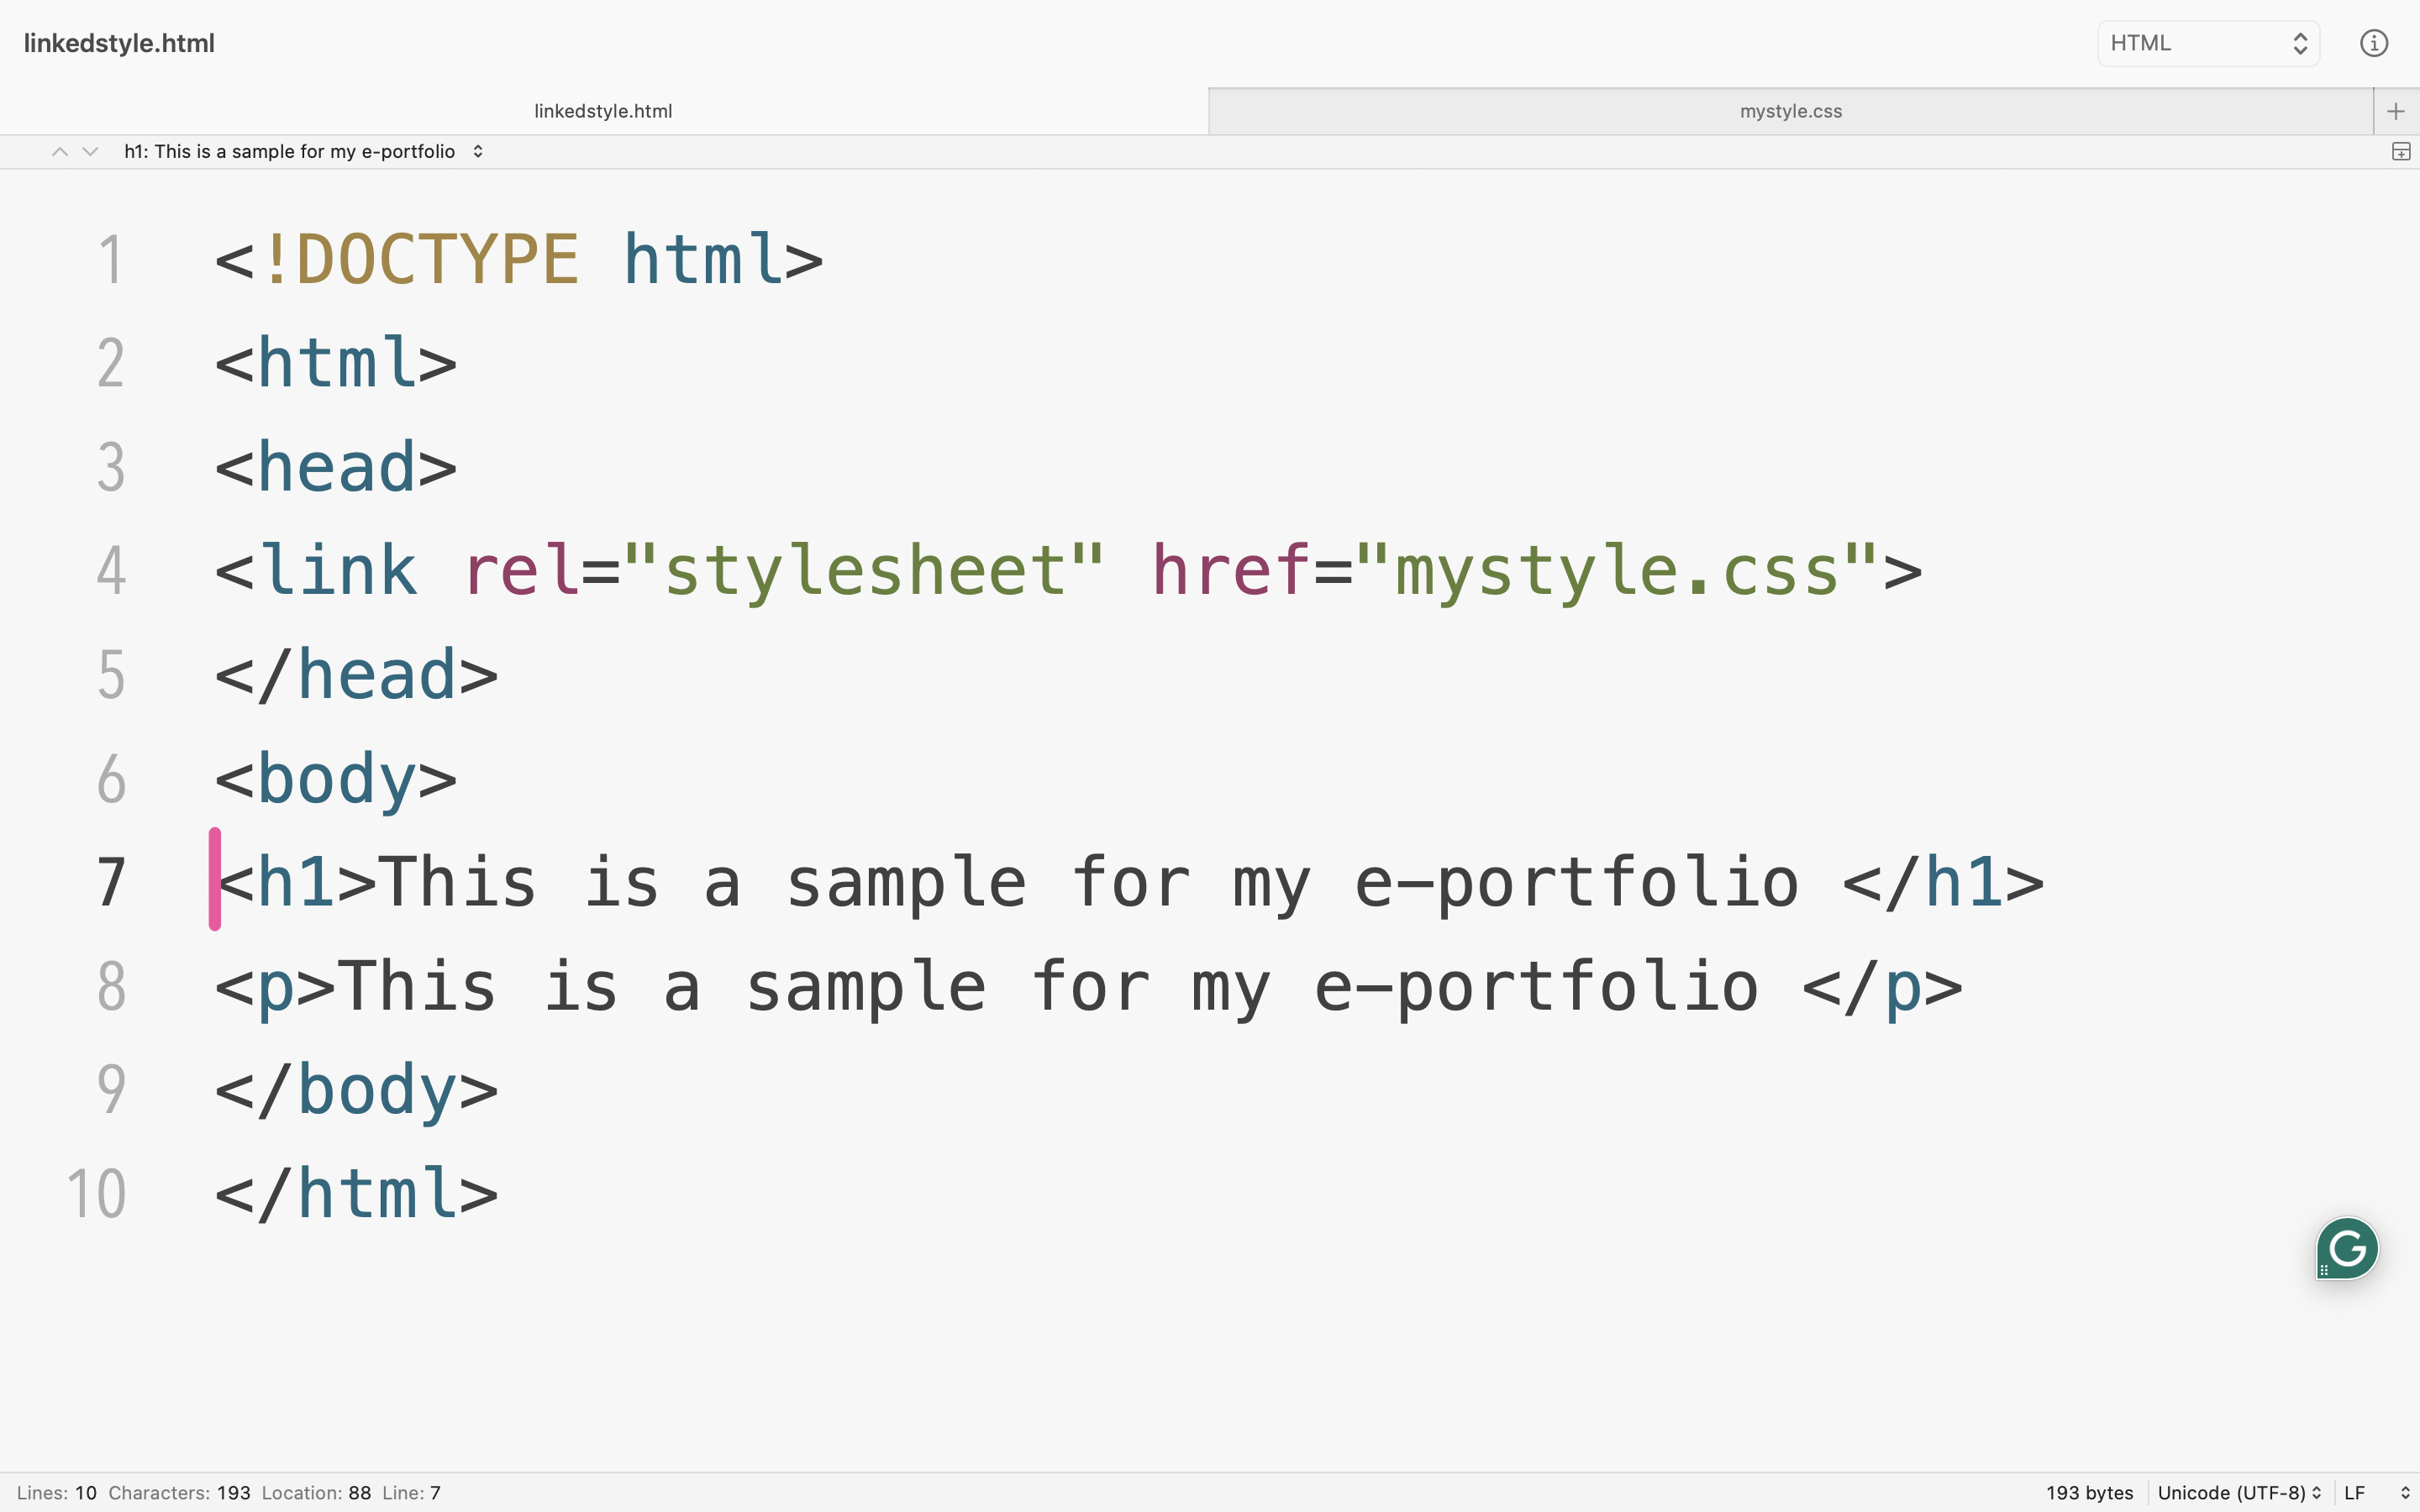 linkedstyle.html
HTML
linkedstyle.html
mystyle.css
h1: This is a sample for my e-portfolio
1 <!DOCTYPE html>
2 <html>
3 <head>
4 <link rel="stylesheet" href="mystyle.css">
5 </head>
6 <body>
7 <h1>This is a sample for my e-portfolio </h1>
8 <p>This is a sample for my e-portfolio </p>
9 </body>
10 </html>
Lines: 10 Characters: 193 Location: 88 Line: 7
193 bytes Unicode (UTF-8) LF